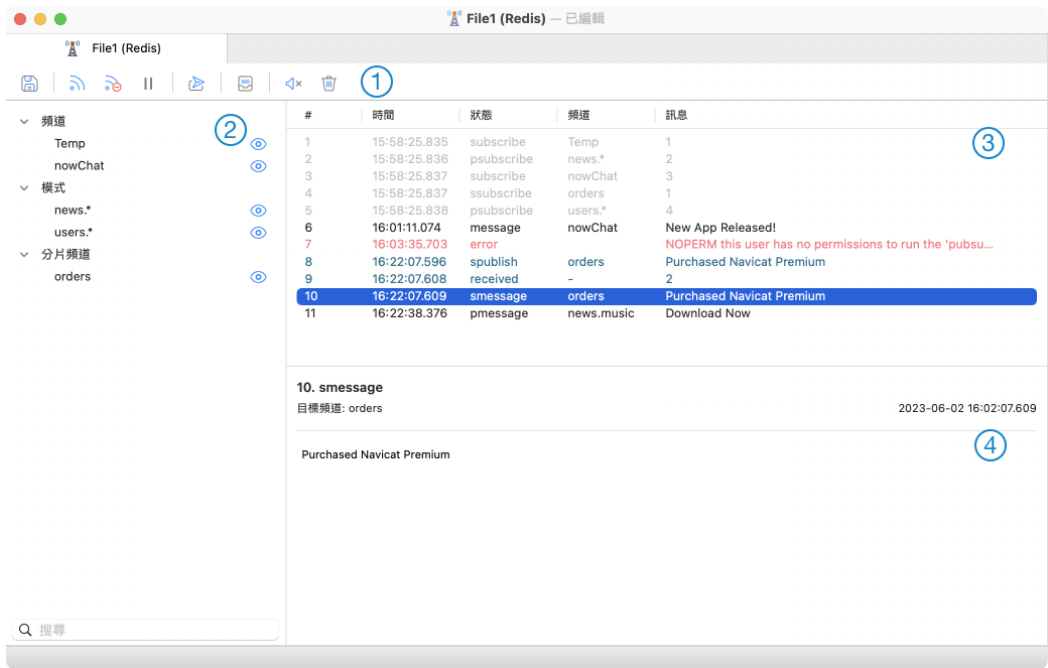 File1 (Redis) — 已編輯
File1 (Redis)
1
2
頻道
Temp
nowChat
模式
news.*
users.*
分片頻道
orders
搜尋
# 時間 狀態 頻道 訊息
3
1 15:58:25.835 subscribe Temp 1
2 15:58:25.836 psubscribe news.* 2
3 15:58:25.837 subscribe nowChat 3
4 15:58:25.837 ssubscribe orders 1
5 15:58:25.838 psubscribe users.* 4
6 16:01:11.074 message nowChat New App Released!
7 16:03:35.703 error NOPERM this user has no permissions to run the 'pubsu...
8 16:22:07.596 spublish orders Purchased Navicat Premium
9 16:22:07.608 received - 2
10 16:22:07.609 smessage orders Purchased Navicat Premium
11 16:22:38.376 pmessage news.music Download Now
10. smessage
目標頻道: orders 2023-06-02 16:02:07.609
4
Purchased Navicat Premium